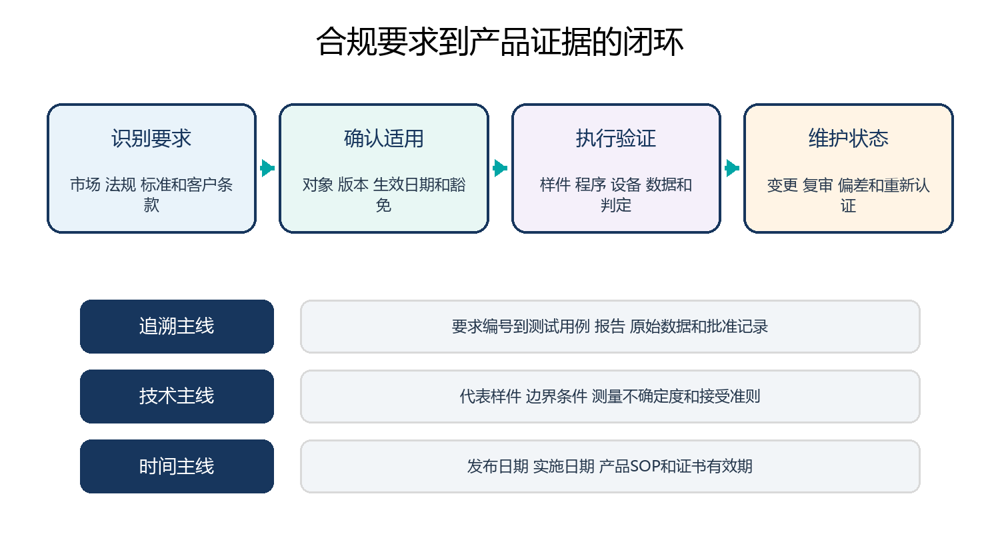 合规要求到产品证据的闭环
识别要求
市场 法规 标准和客户条
款
确认适用
对象 版本 生效日期和豁
免
执行验证
样件 程序 设备 数据和
判定
维护状态
变更 复审 偏差和重新认
证
追溯主线
要求编号到测试用例 报告 原始数据和批准记录
技术主线
代表样件 边界条件 测量不确定度和接受准则
时间主线
发布日期 实施日期 产品SOP和证书有效期